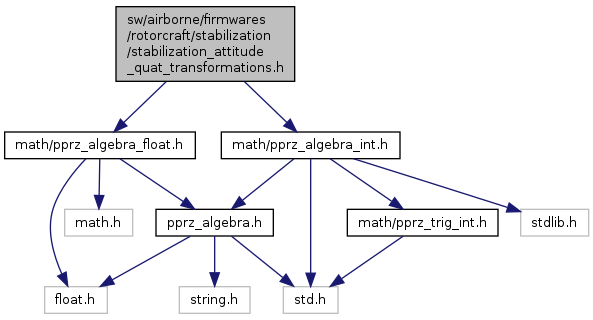 sw/airborne/firmwares
/rotorcraft/stabilization
/stabilization_attitude
_quat_transformations.h
math/pprz_algebra_float.h
math/pprz_algebra_int.h
math.h
pprz_algebra.h
math/pprz_trig_int.h
stdlib.h
float.h
string.h
std.h